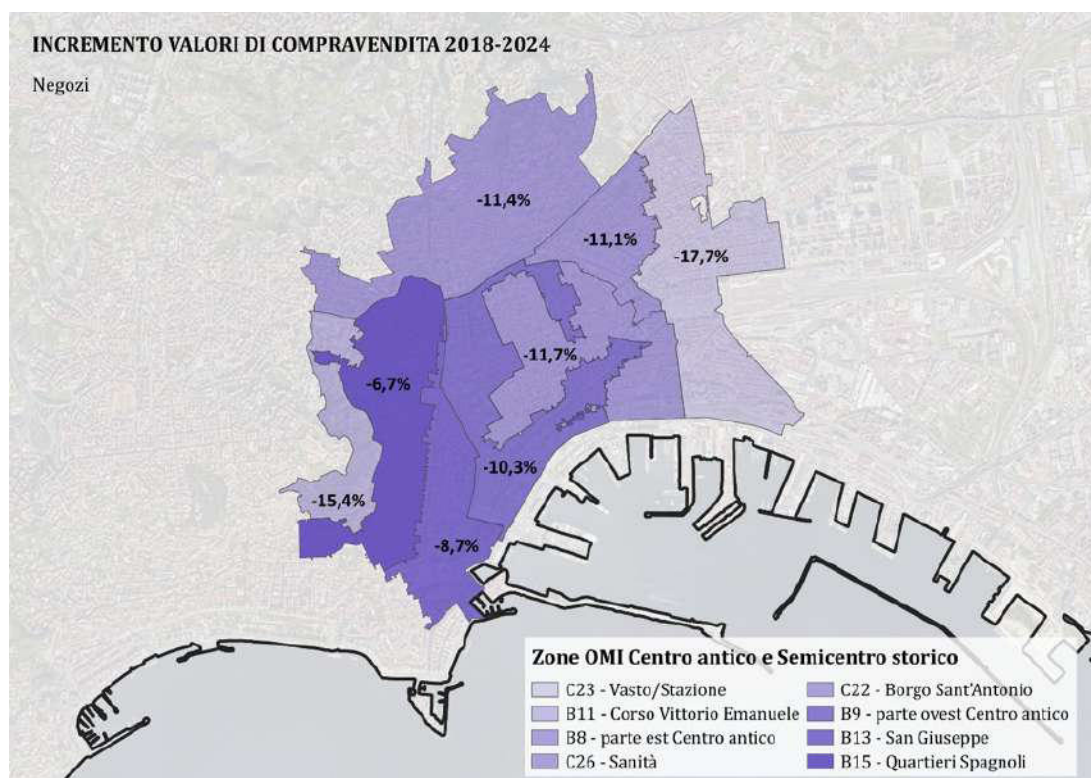 INCREMENTO VALORI DI COMPRAVENDITA 2018-2024
Negozi
-11,4%
-11,1%
-17,7%
-11,7%
-6,7%
-10,3%
-15,4%
-8,7%
Zone OMI Centro antico e Semicentro storico
C23 - Vasto/Stazione
B11 - Corso Vittorio Emanuele
B8 - parte est Centro antico
C26 - Sanità
C22 - Borgo Sant'Antonio
B9 - parte ovest Centro antico
B13 - San Giuseppe
B15 - Quartieri Spagnoli